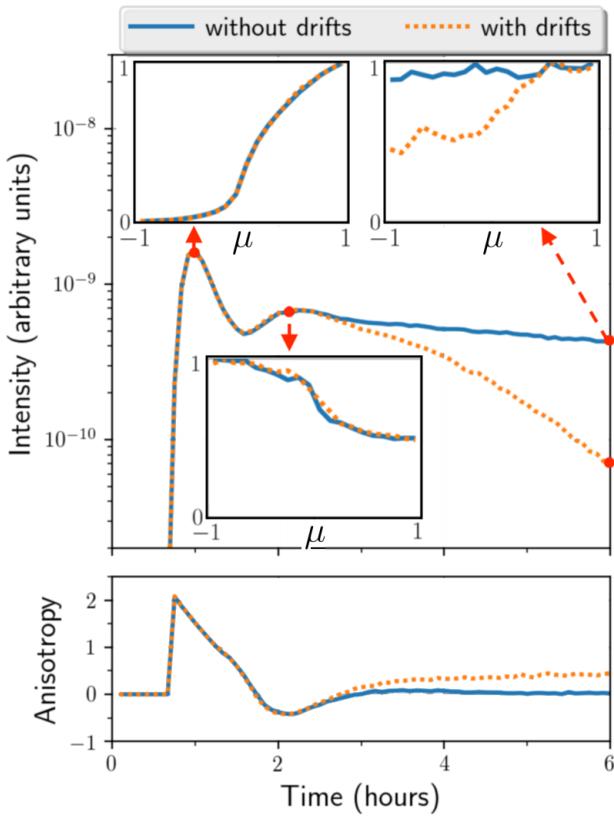 without drifts with drifts
1
0
−1 μ 1
1
0
−1 μ 1
10⁻⁸
10⁻⁹
10⁻¹⁰
Intensity (arbitrary units)
1
0
−1 μ 1
2
1
0
−1
Anisotropy
0 2 4 6
Time (hours)